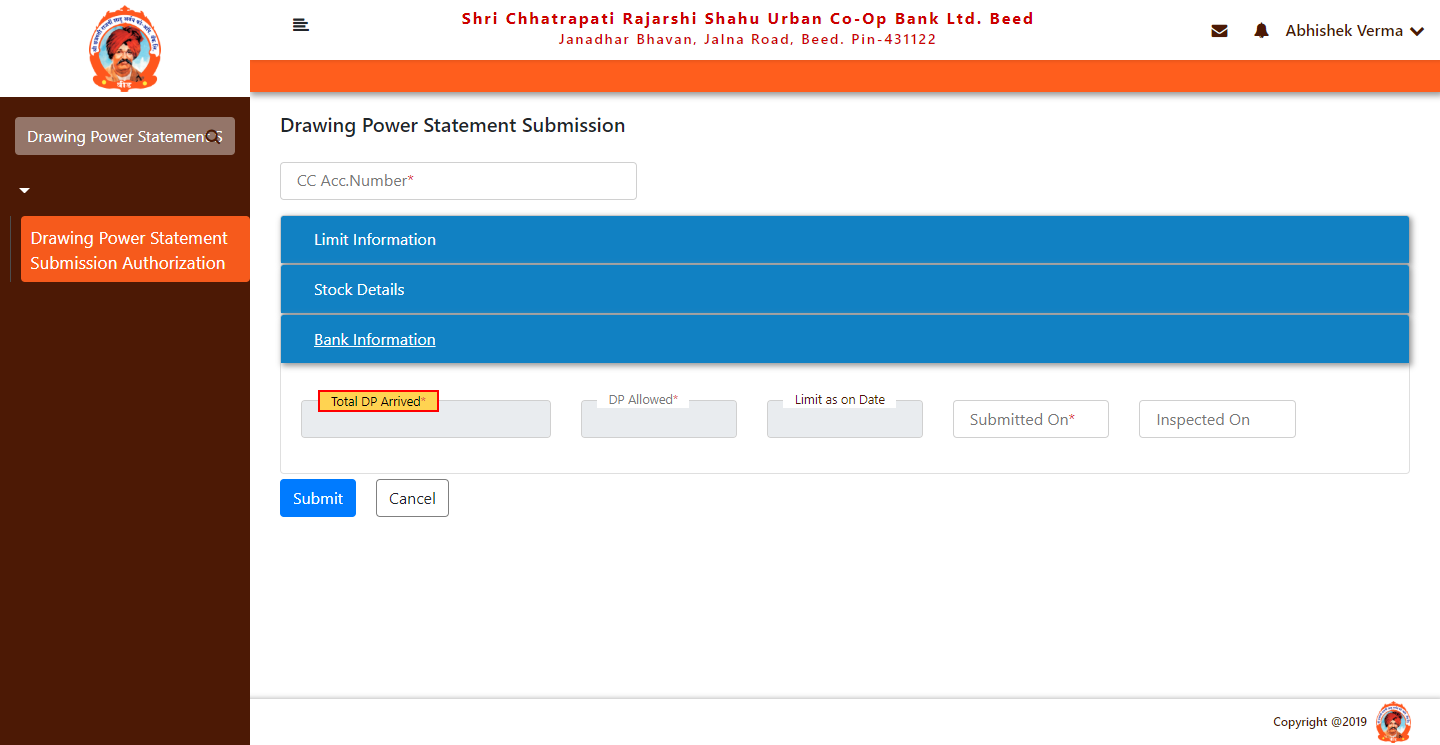 Shri Chhatrapati Rajarshi Shahu Urban Co-Op Bank Ltd. Beed
Janadhar Bhavan, Jalna Road, Beed. Pin-431122
Abhishek Verma
Drawing Power Statement S
Drawing Power Statement
Submission Authorization
Drawing Power Statement Submission
CC Acc.Number*
Limit Information
Stock Details
Bank Information
Total DP Arrived*
DP Allowed*
Limit as on Date
Submitted On*
Inspected On
Submit
Cancel
Copyright @2019